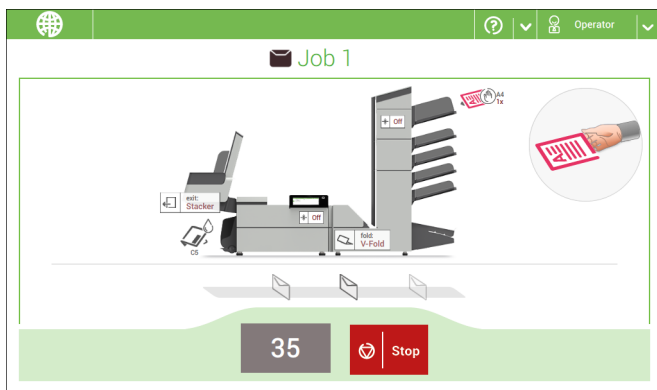 Operator
Job 1
A4
1x
Off
exit:
Stacker
Off
fold:
V-Fold
C5
35
Stop